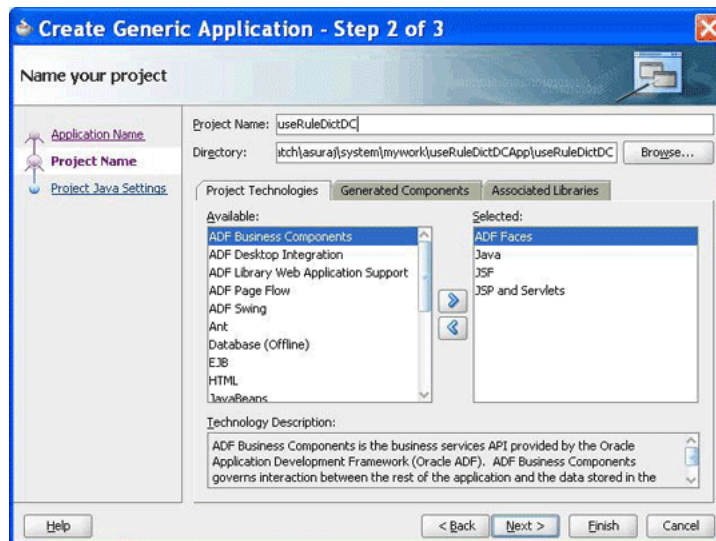 Create Generic Application - Step 2 of 3
Name your project
Application Name
Project Name
Project Java Settings
Project Name: useRuleDictDC
Directory: itch\asuraj\system\mywork\useRuleDictDCApp\useRuleDictDC Browse...
Project Technologies Generated Components Associated Libraries
Available:
ADF Business Components
ADF Desktop Integration
ADF Library Web Application Support
ADF Page Flow
ADF Swing
Ant
Database (Offline)
EJB
HTML
JavaBeans
Selected:
ADF Faces
Java
JSF
JSP and Servlets
Technology Description:
ADF Business Components is the business services API provided by the Oracle
Application Development Framework (Oracle ADF). ADF Business Components
governs interaction between the rest of the application and the data stored in the
Help < Back Next > Finish Cancel